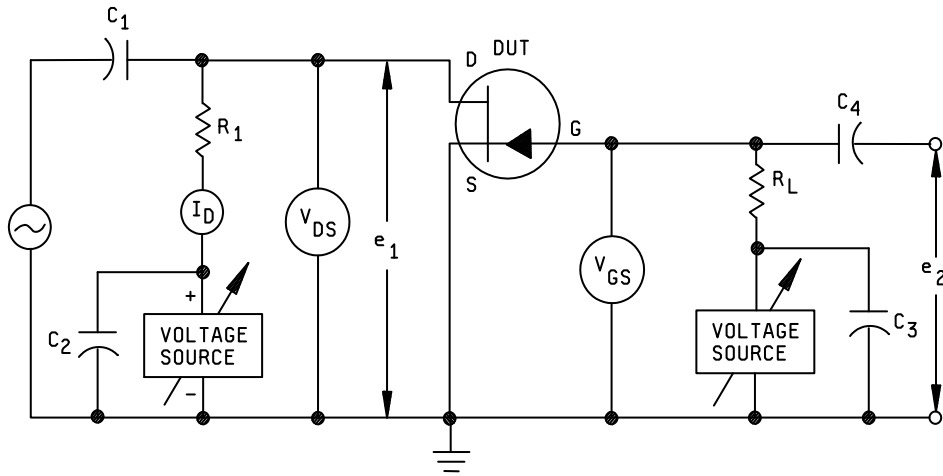 C1
DUT
D
R1
G
C4
S
RL
ID
VDS
e1
VGS
e2
+
C2
VOLTAGE
SOURCE
−
VOLTAGE
SOURCE
C3